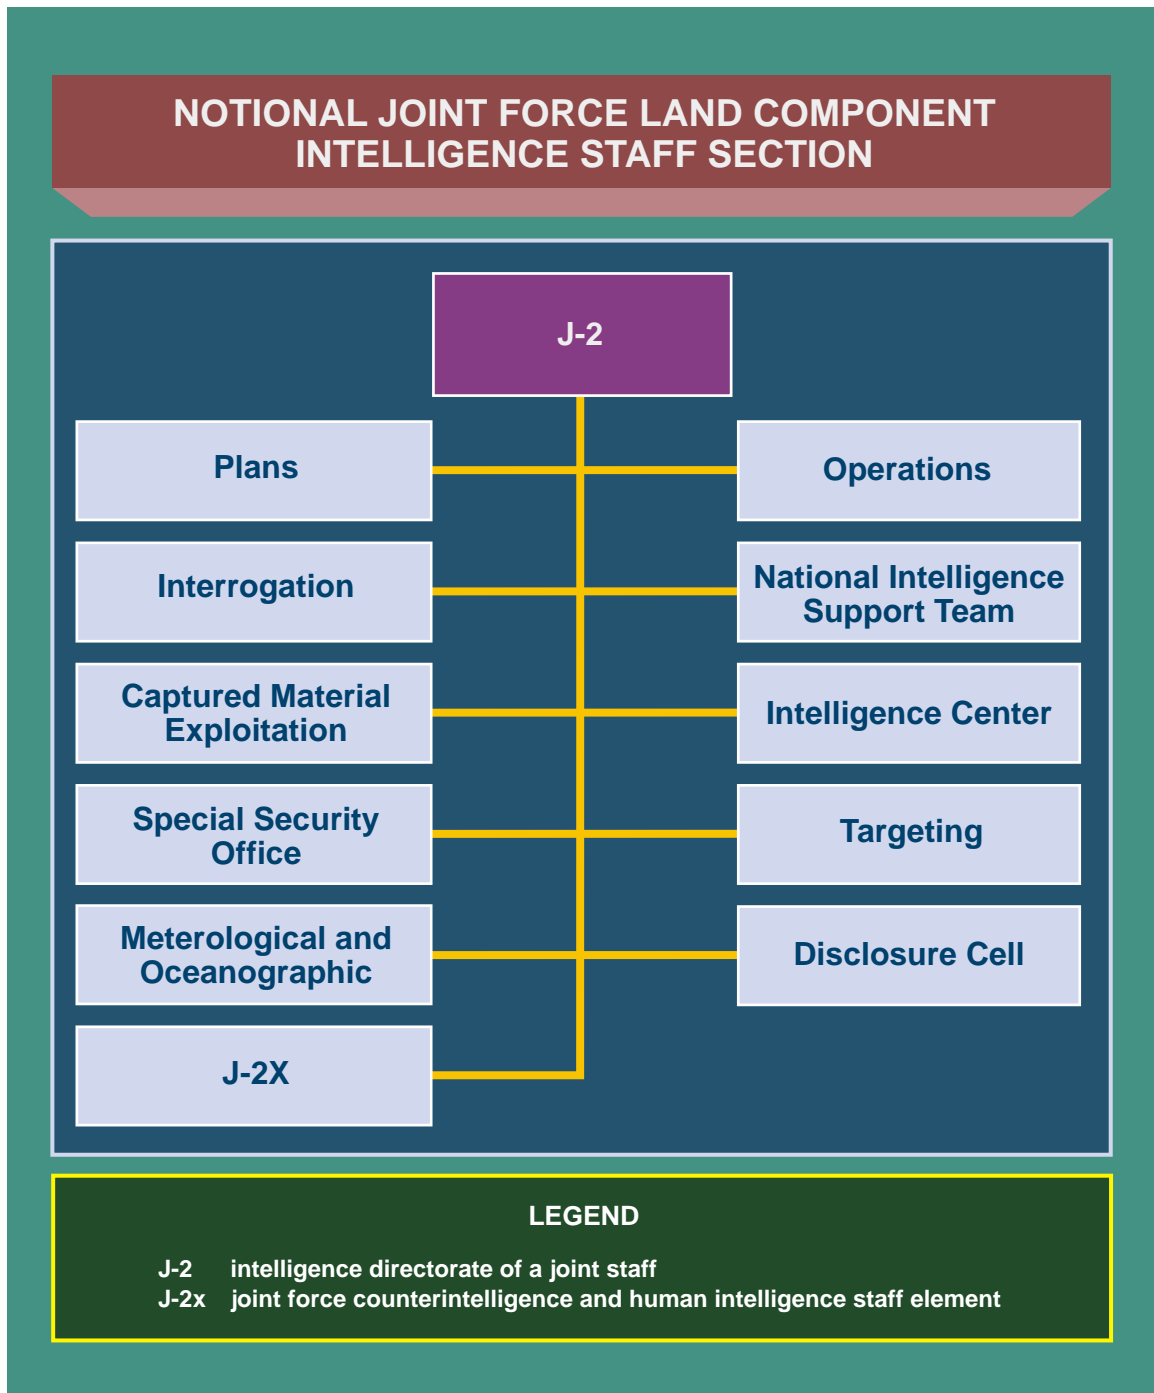 NOTIONAL JOINT FORCE LAND COMPONENT
INTELLIGENCE STAFF SECTION
J-2
Plans
Operations
Interrogation
National Intelligence
Support Team
Captured Material
Exploitation
Intelligence Center
Special Security
Office
Targeting
Meterological and
Oceanographic
Disclosure Cell
J-2X
LEGEND
J-2 intelligence directorate of a joint staff
J-2x joint force counterintelligence and human intelligence staff element